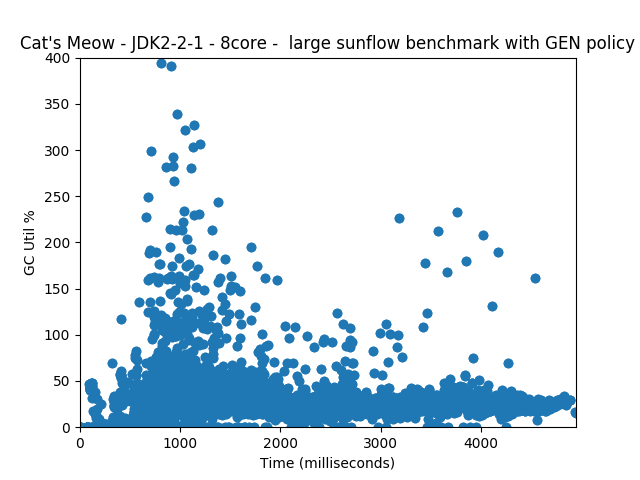 Cat's Meow - JDK2-2-1 - 8core -  large sunflow benchmark with GEN policy
400
350
300
250
200
150
100
50
0
GC Util %
0 1000 2000 3000 4000
Time (milliseconds)